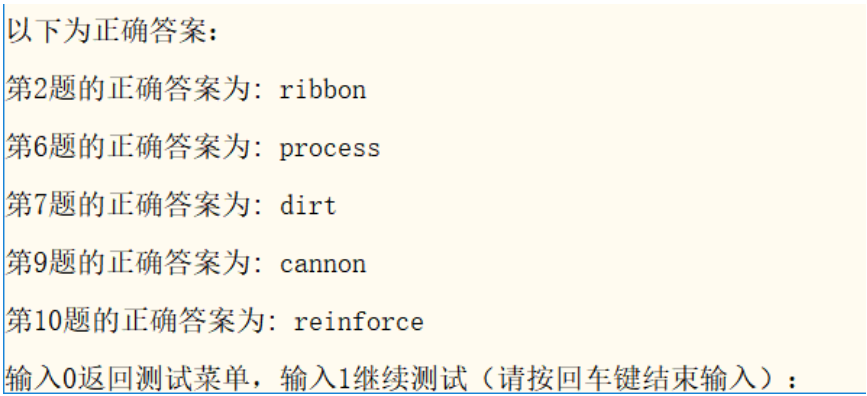 以下为正确答案：
第2题的正确答案为: ribbon
第6题的正确答案为: process
第7题的正确答案为: dirt
第9题的正确答案为: cannon
第10题的正确答案为: reinforce
输入0返回测试菜单，输入1继续测试（请按回车键结束输入）：